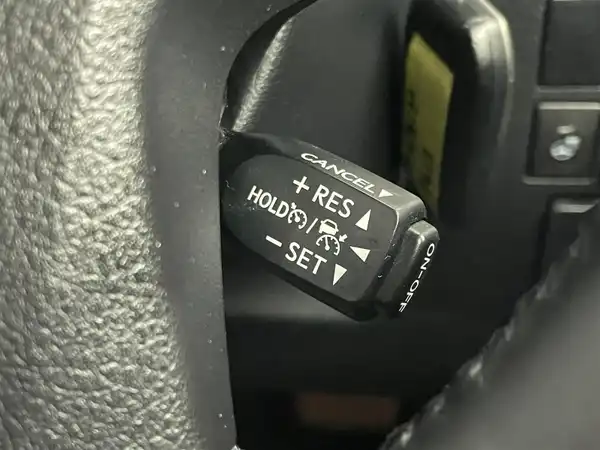 CANCEL▼
+ RES ▲
HOLD / ◀
− SET ▼
ON-OFF